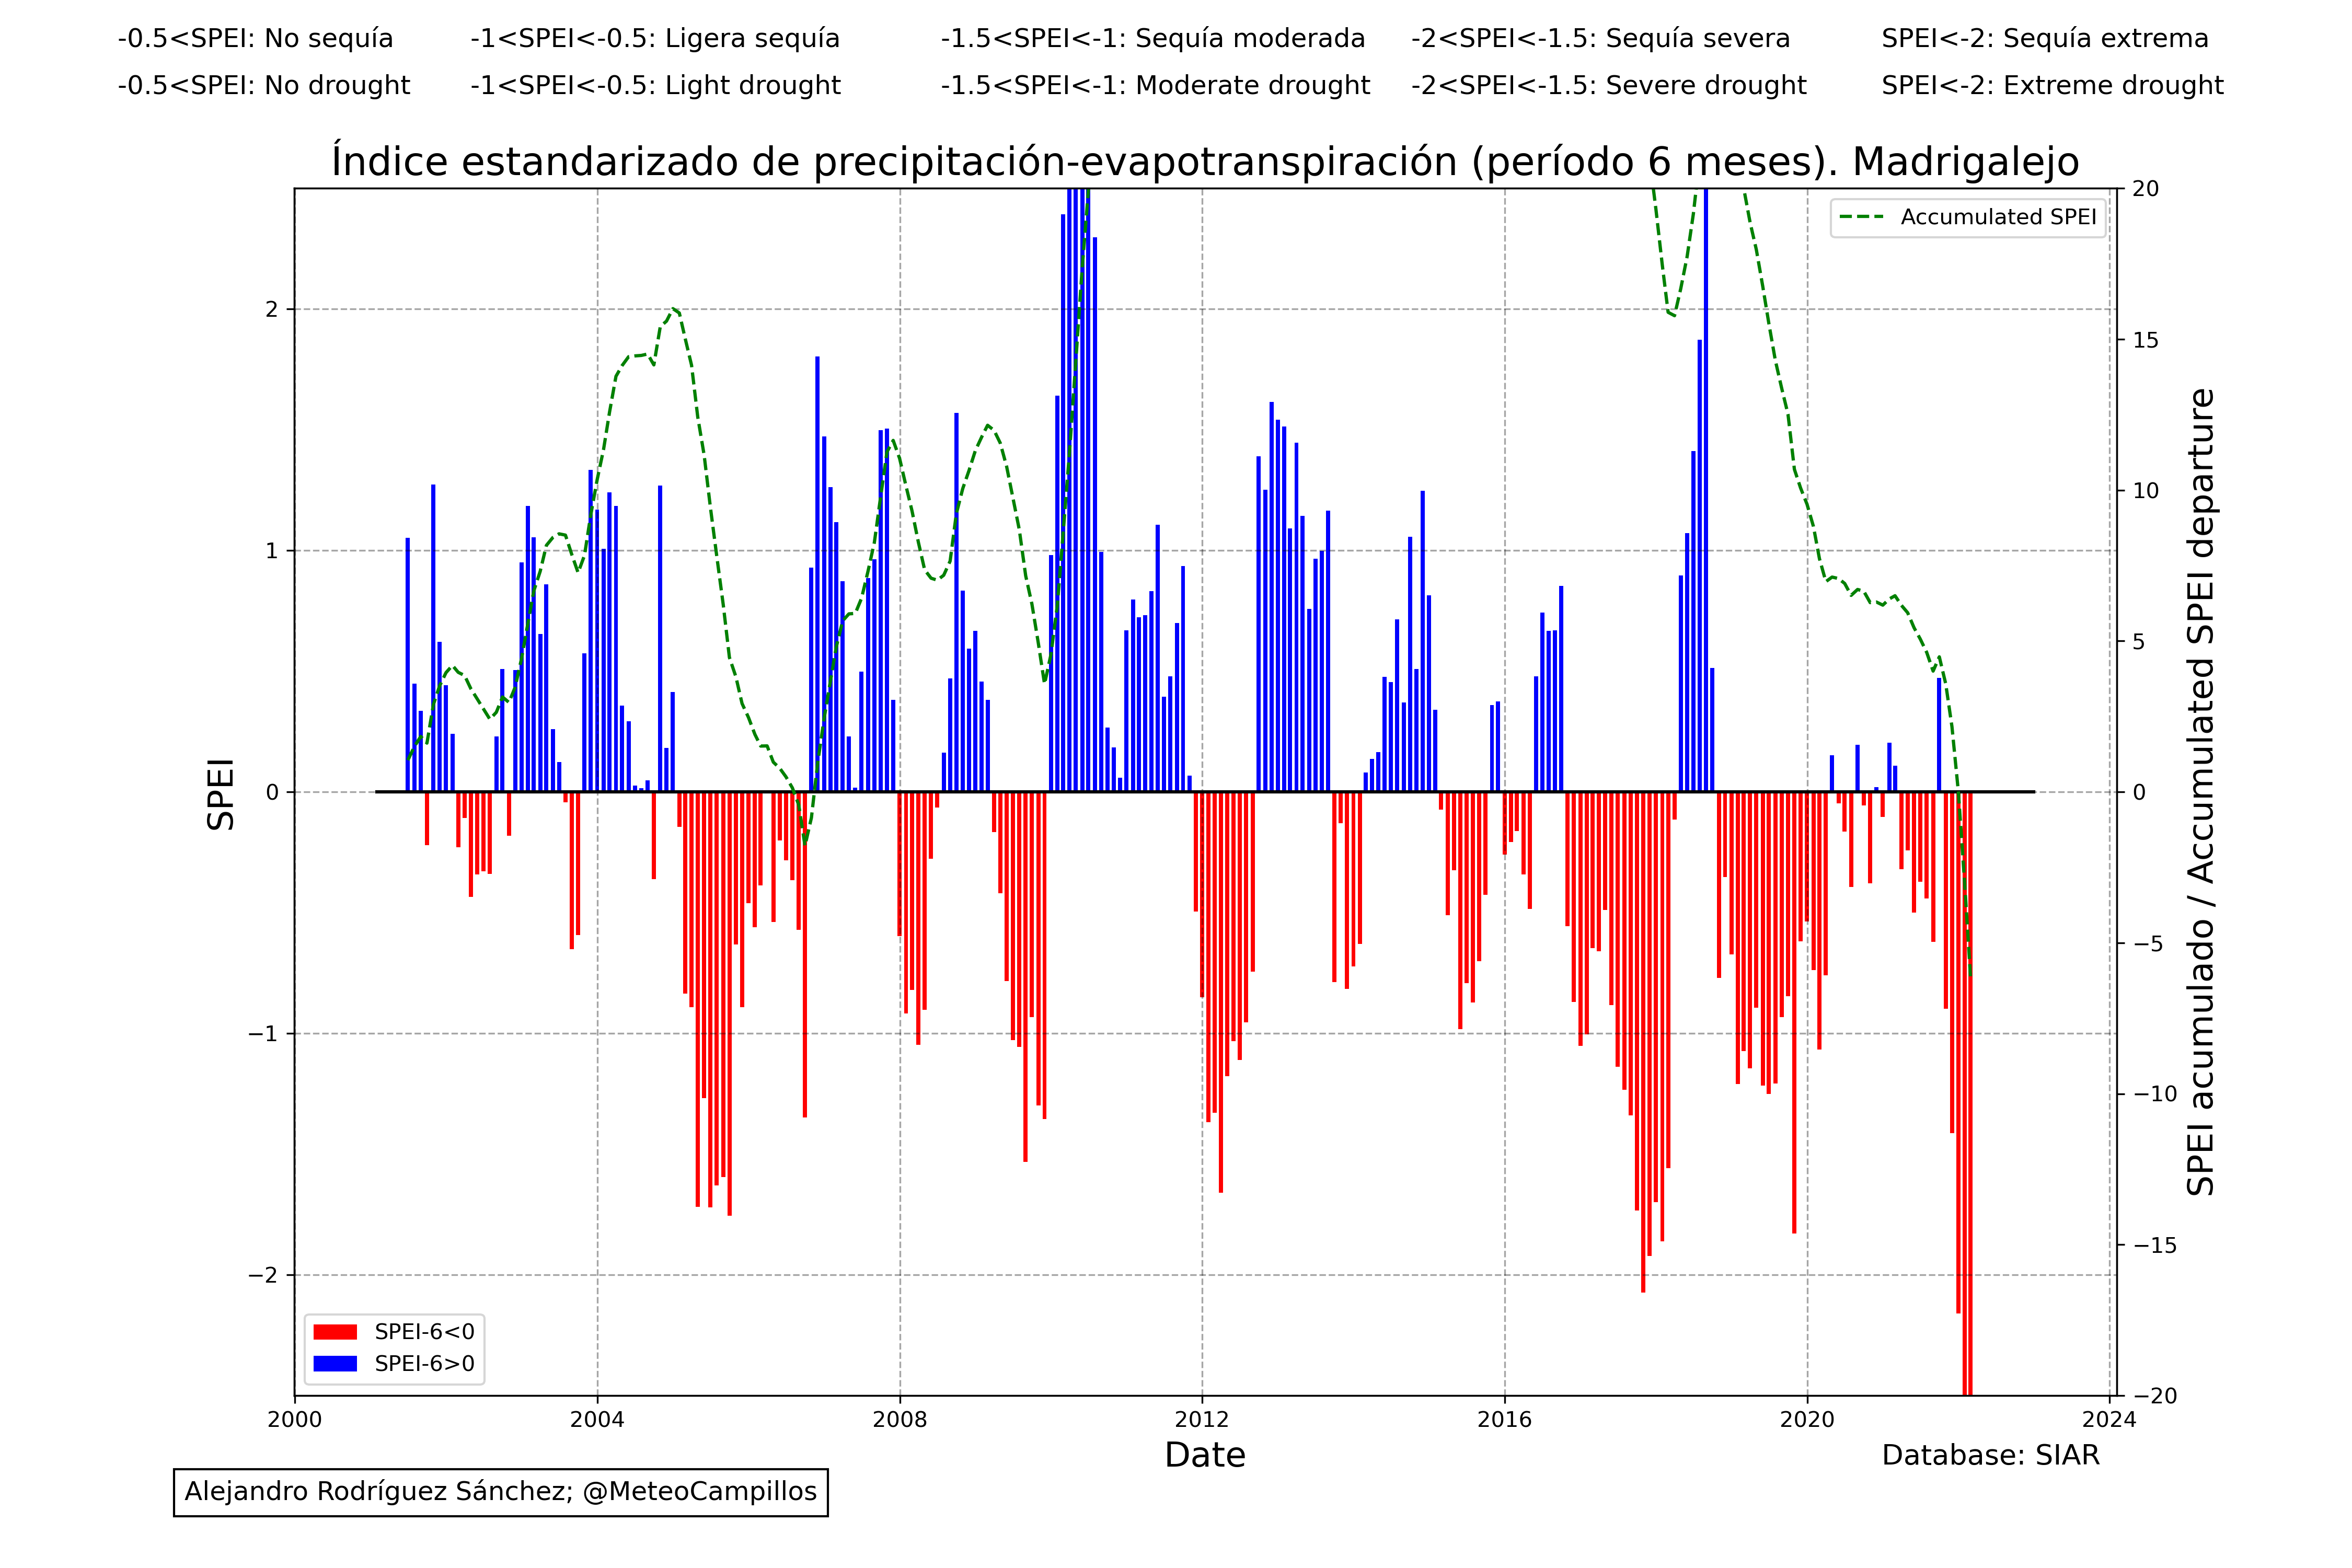 -0.5<SPEI: No sequía -1<SPEI<-0.5: Ligera sequía -1.5<SPEI<-1: Sequía moderada -2<SPEI<-1.5: Sequía severa SPEI<-2: Sequía extrema
-0.5<SPEI: No drought -1<SPEI<-0.5: Light drought -1.5<SPEI<-1: Moderate drought -2<SPEI<-1.5: Severe drought SPEI<-2: Extreme drought
Índice estandarizado de precipitación-evapotranspiración (período 6 meses). Madrigalejo
Accumulated SPEI
SPEI
2
1
0
−1
−2
20
15
10
5
0
−5
−10
−15
−20
SPEI acumulado / Accumulated SPEI departure
SPEI-6<0
SPEI-6>0
2000 2004 2008 2012 2016 2020 2024
Date
Database: SIAR
Alejandro Rodríguez Sánchez; @MeteoCampillos